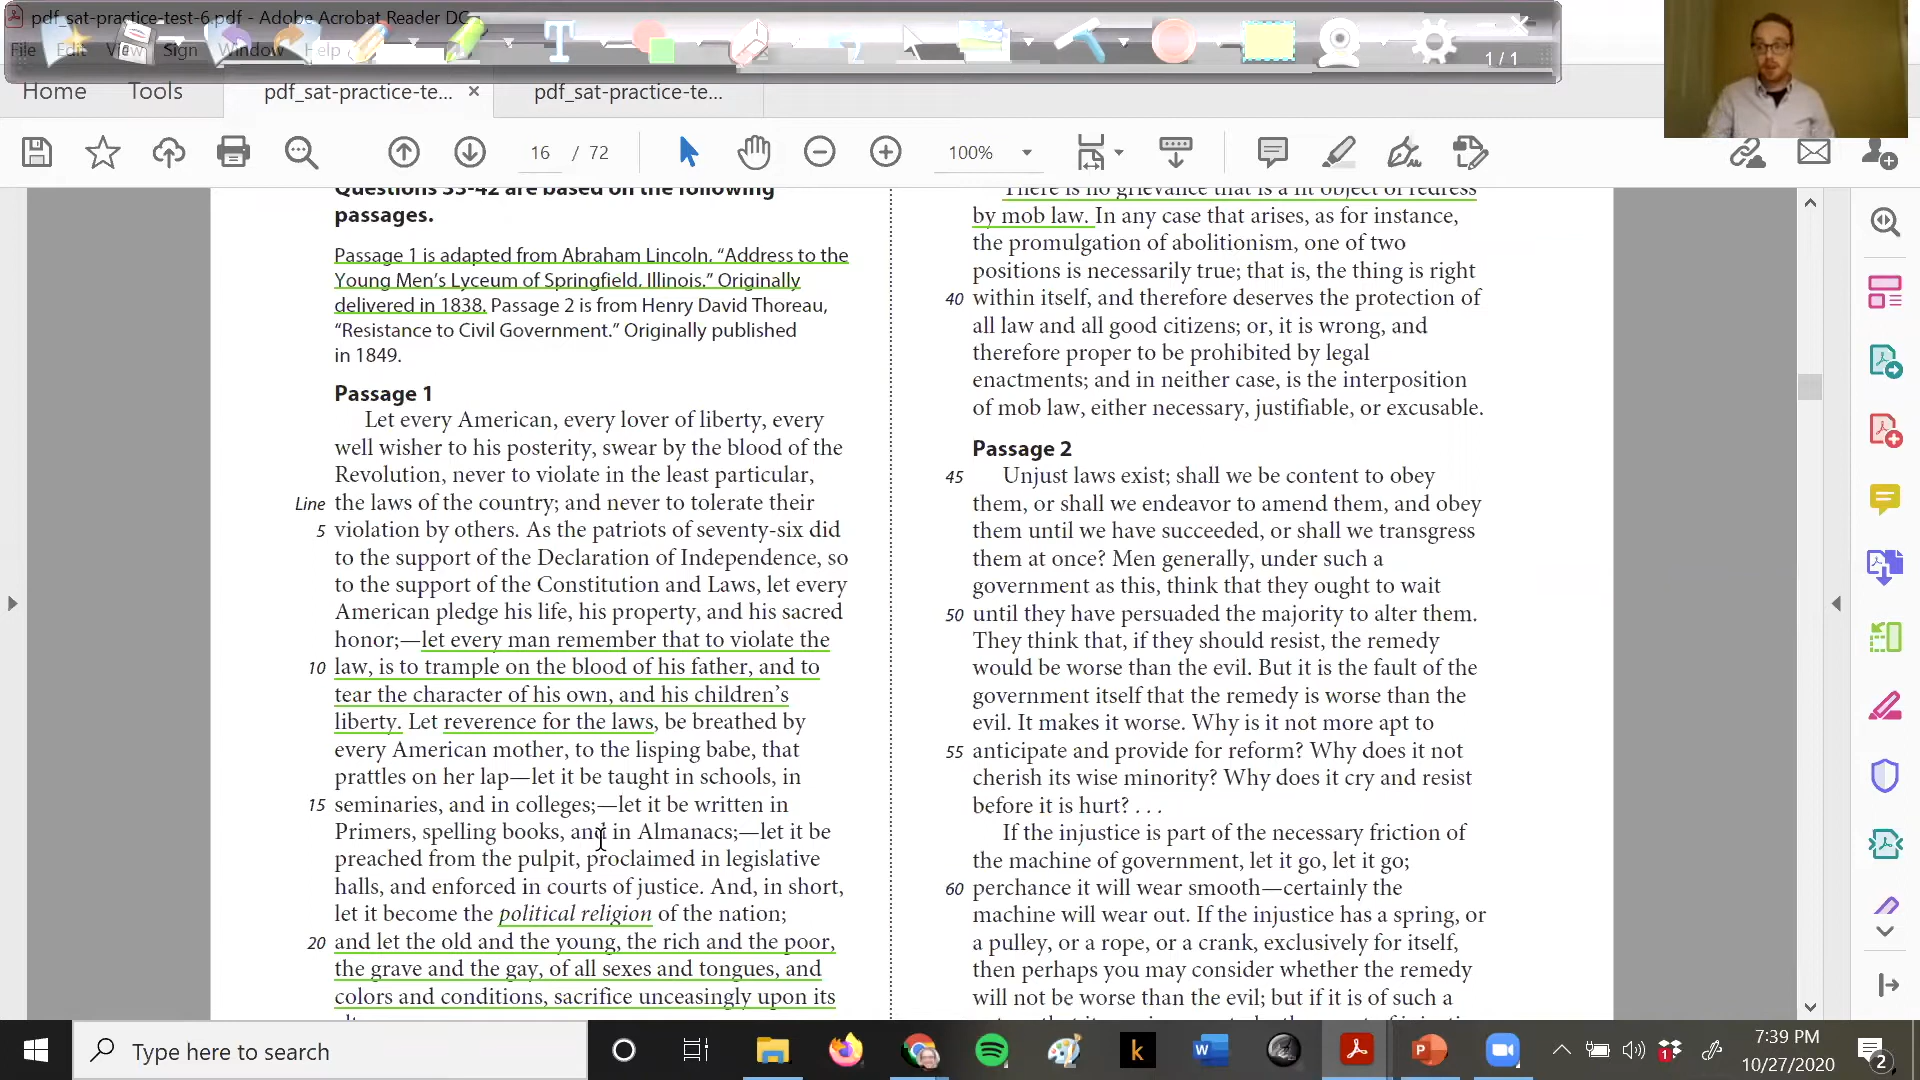 pdf_sat-practice-test-6.pdf - Adobe Acrobat Reader DC
File Edit View Sign Window Help
1 / 1
Home Tools pdf_sat-practice-te... × pdf_sat-practice-te...
16 / 72 100%
Questions 33-42 are based on the following
passages.
Passage 1 is adapted from Abraham Lincoln, “Address to the
Young Men’s Lyceum of Springfield, Illinois.” Originally
delivered in 1838. Passage 2 is from Henry David Thoreau,
“Resistance to Civil Government.” Originally published
in 1849.
Passage 1
Let every American, every lover of liberty, every
well wisher to his posterity, swear by the blood of the
Revolution, never to violate in the least particular,
Line the laws of the country; and never to tolerate their
5 violation by others. As the patriots of seventy-six did
to the support of the Declaration of Independence, so
to the support of the Constitution and Laws, let every
American pledge his life, his property, and his sacred
honor;—let every man remember that to violate the
10 law, is to trample on the blood of his father, and to
tear the character of his own, and his children’s
liberty. Let reverence for the laws, be breathed by
every American mother, to the lisping babe, that
prattles on her lap—let it be taught in schools, in
15 seminaries, and in colleges;—let it be written in
Primers, spelling books, and in Almanacs;—let it be
preached from the pulpit, proclaimed in legislative
halls, and enforced in courts of justice. And, in short,
let it become the political religion of the nation;
20 and let the old and the young, the rich and the poor,
the grave and the gay, of all sexes and tongues, and
colors and conditions, sacrifice unceasingly upon its
There is no grievance that is a fit object of redress
by mob law. In any case that arises, as for instance,
the promulgation of abolitionism, one of two
positions is necessarily true; that is, the thing is right
40 within itself, and therefore deserves the protection of
all law and all good citizens; or, it is wrong, and
therefore proper to be prohibited by legal
enactments; and in neither case, is the interposition
of mob law, either necessary, justifiable, or excusable.
Passage 2
45 Unjust laws exist; shall we be content to obey
them, or shall we endeavor to amend them, and obey
them until we have succeeded, or shall we transgress
them at once? Men generally, under such a
government as this, think that they ought to wait
50 until they have persuaded the majority to alter them.
They think that, if they should resist, the remedy
would be worse than the evil. But it is the fault of the
government itself that the remedy is worse than the
evil. It makes it worse. Why is it not more apt to
55 anticipate and provide for reform? Why does it not
cherish its wise minority? Why does it cry and resist
before it is hurt? . . .
If the injustice is part of the necessary friction of
the machine of government, let it go, let it go;
60 perchance it will wear smooth—certainly the
machine will wear out. If the injustice has a spring, or
a pulley, or a rope, or a crank, exclusively for itself,
then perhaps you may consider whether the remedy
will not be worse than the evil; but if it is of such a
Type here to search
7:39 PM
10/27/2020
2